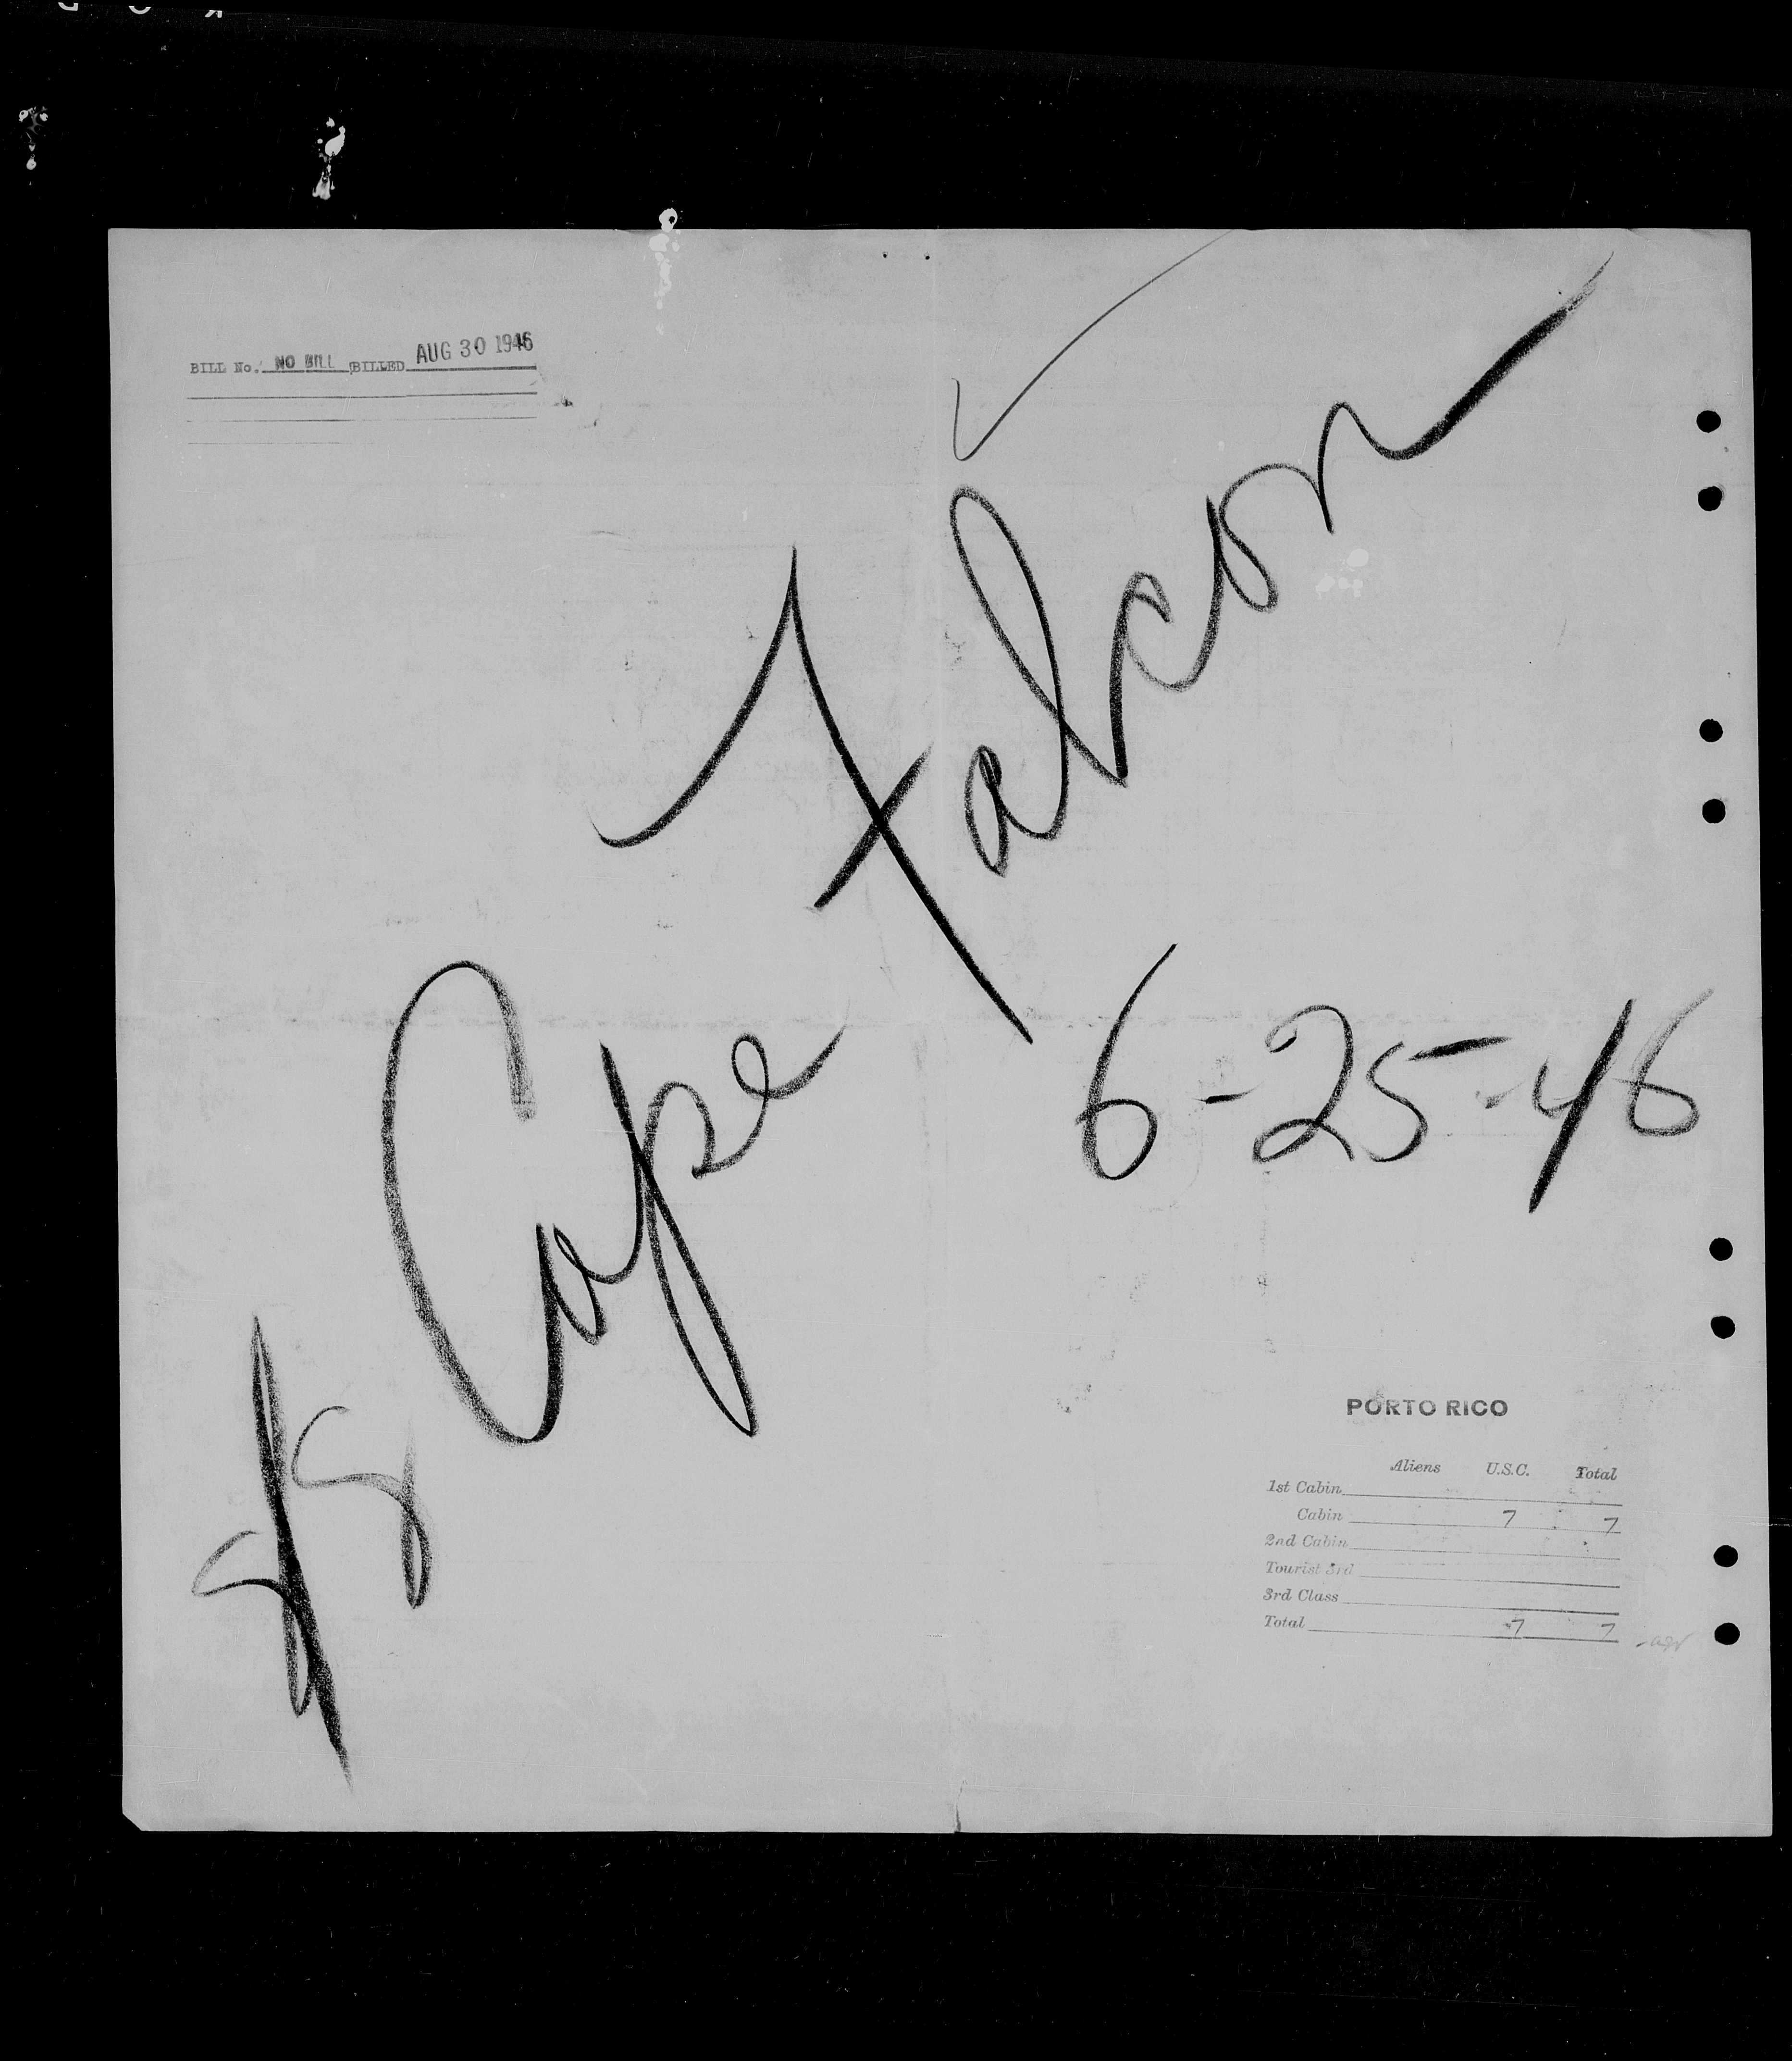 BILL No. NO BILL BILLED AUG 30 1946
S/S Cape Falcon
6-25-46
PORTO RICO
Aliens U.S.C. Total
1st Cabin
Cabin 7 7
2nd Cabin
Tourist 3rd
3rd Class
Total 7 7